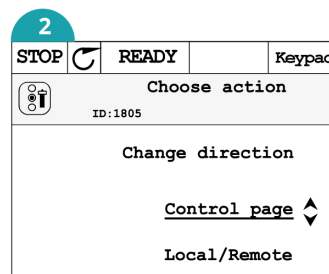 2
STOP READY Keypad
Choose action
ID:1805
Change direction
Control page
Local/Remote